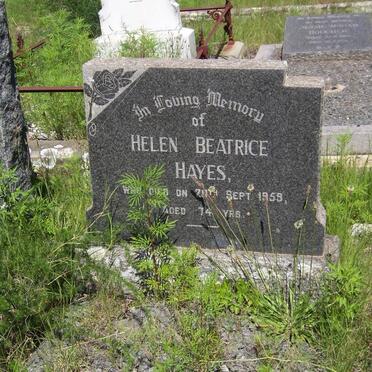 In Loving Memory
of
HELEN BEATRICE
HAYES,
WHO DIED ON 20TH SEPT 1959,
AGED 74 YRS.